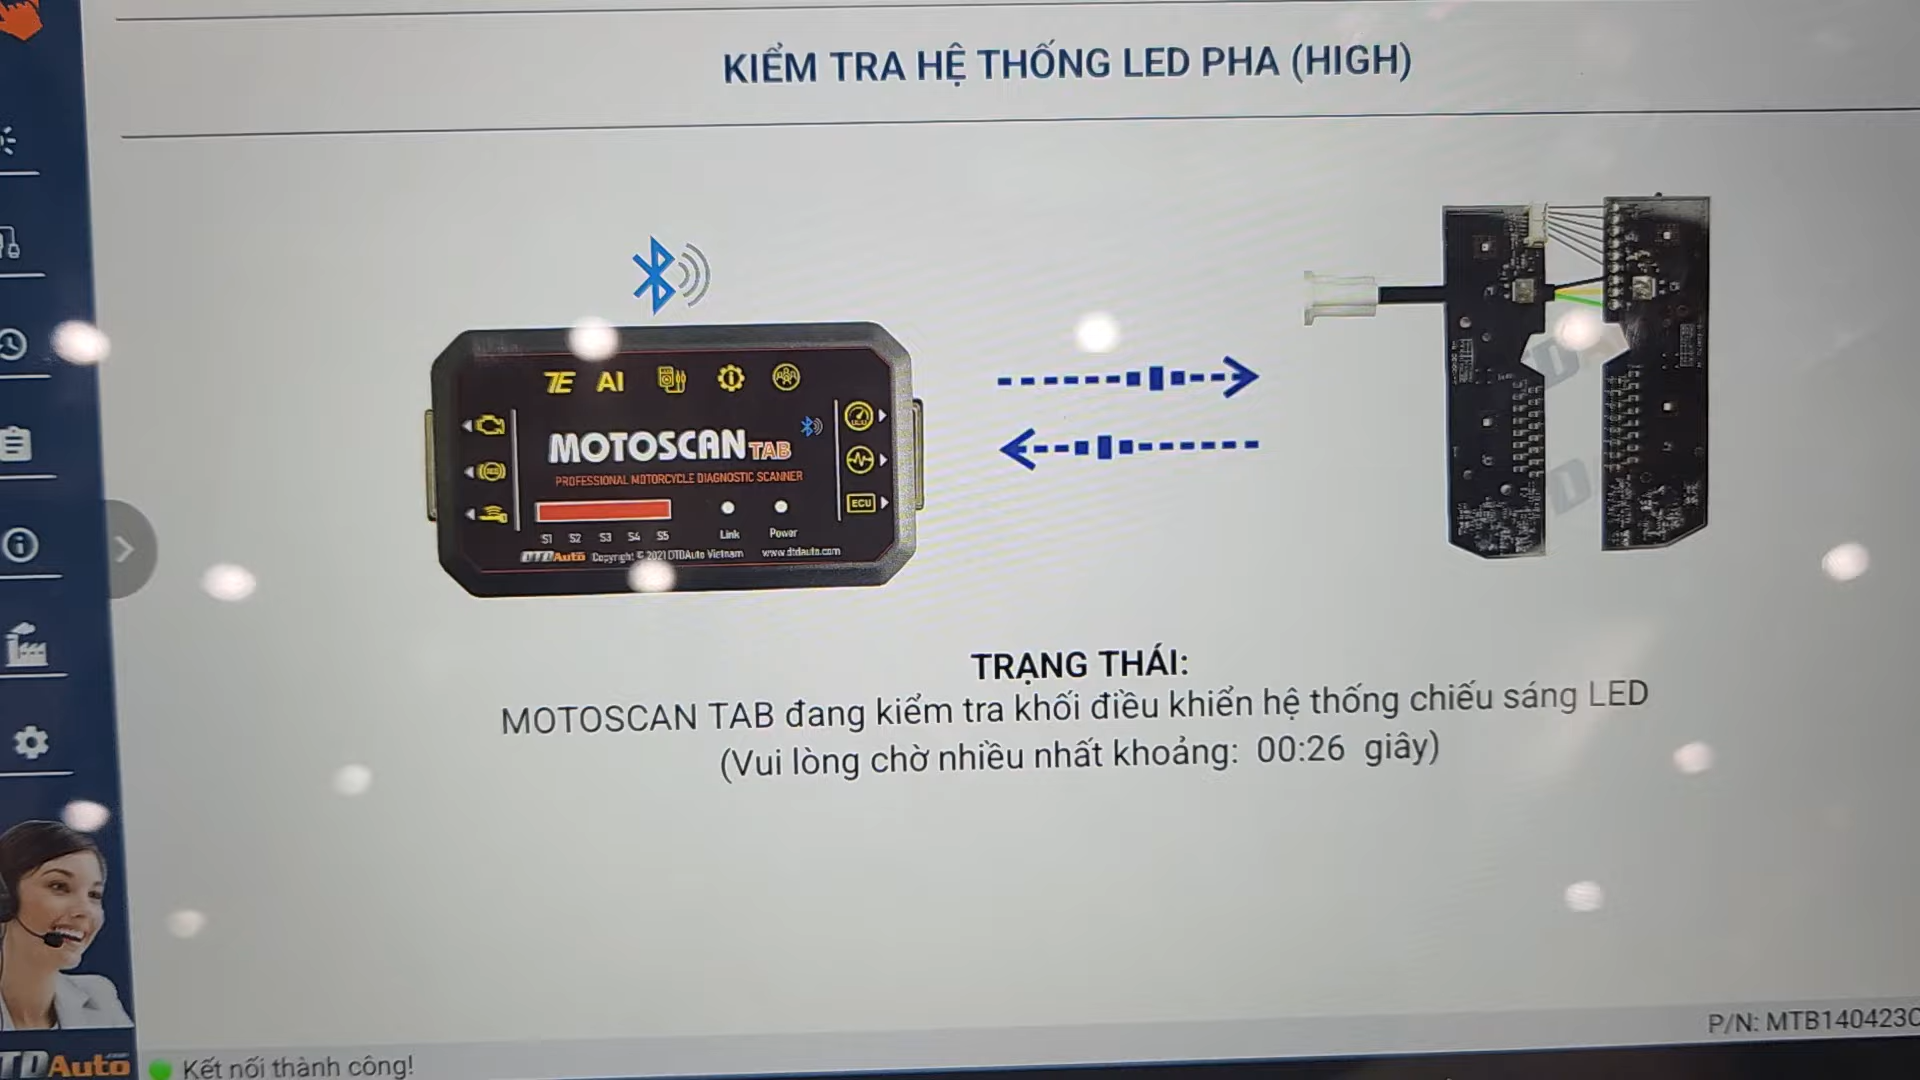 KIỂM TRA HỆ THỐNG LED PHA (HIGH)
7E AI
MOTOSCAN TAB
PROFESSIONAL MOTORCYCLE DIAGNOSTIC SCANNER
ECU
S1 S2 S3 S4 S5 Link Power
DTDAuto Copyright © 2021 DTDAuto Vietnam www.dtdauto.com
TRẠNG THÁI:
MOTOSCAN TAB đang kiểm tra khối điều khiển hệ thống chiếu sáng LED
(Vui lòng chờ nhiều nhất khoảng: 00:26 giây)
P/N: MTB140423
TDAuto Kết nối thành công!